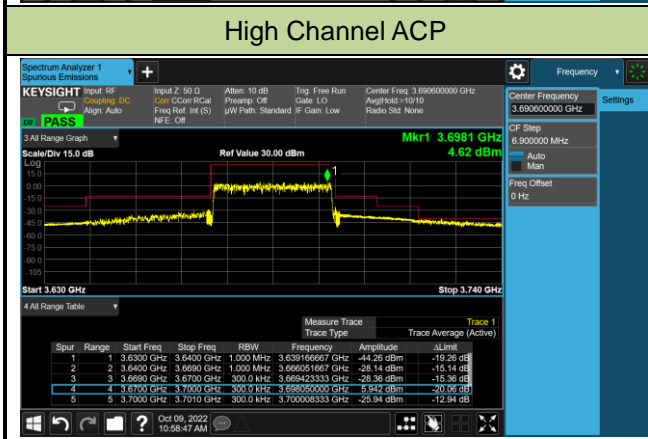 High Channel ACP
Spectrum Analyzer 1
Spurious Emissions
+
Frequency
KEYSIGHT
Input: RF
Coupling: DC
Align: Auto
Input Z: 50 Ω
Corr CCorr RCal
Freq Ref: Int (S)
NFE: Off
Atten: 10 dB
Preamp: Off
µW Path: Standard
Trig: Free Run
Gate: LO
IF Gain: Low
Center Freq: 3.690600000 GHz
Avg|Hold:>10/10
Radio Std: None
PASS
Center Frequency
3.690600000 GHz
Settings
CF Step
6.900000 MHz
Auto
Man
Freq Offset
0 Hz
3 All Range Graph
Mkr1 3.6981 GHz
Scale/Div 15.0 dB
Ref Value 30.00 dBm
4.62 dBm
Log
15.0
0.00
-15.0
-30.0
-45.0
-60.0
-75.0
-90.0
-105
1
Start 3.630 GHz
Stop 3.740 GHz
4 All Range Table
Measure Trace Trace 1
Trace Type Trace Average (Active)
Spur Range Start Freq Stop Freq RBW Frequency Amplitude ΔLimit
1 1 3.6300 GHz 3.6400 GHz 1.000 MHz 3.639166667 GHz -44.26 dBm -19.26 dB
2 2 3.6400 GHz 3.6690 GHz 1.000 MHz 3.666051667 GHz -28.14 dBm -15.14 dB
3 3 3.6690 GHz 3.6700 GHz 300.0 kHz 3.669423333 GHz -28.36 dBm -15.36 dB
4 4 3.6700 GHz 3.7000 GHz 300.0 kHz 3.698050000 GHz 5.942 dBm -20.06 dB
5 5 3.7000 GHz 3.7010 GHz 300.0 kHz 3.700008333 GHz -25.94 dBm -12.94 dB
?
Oct 09, 2022
10:58:47 AM